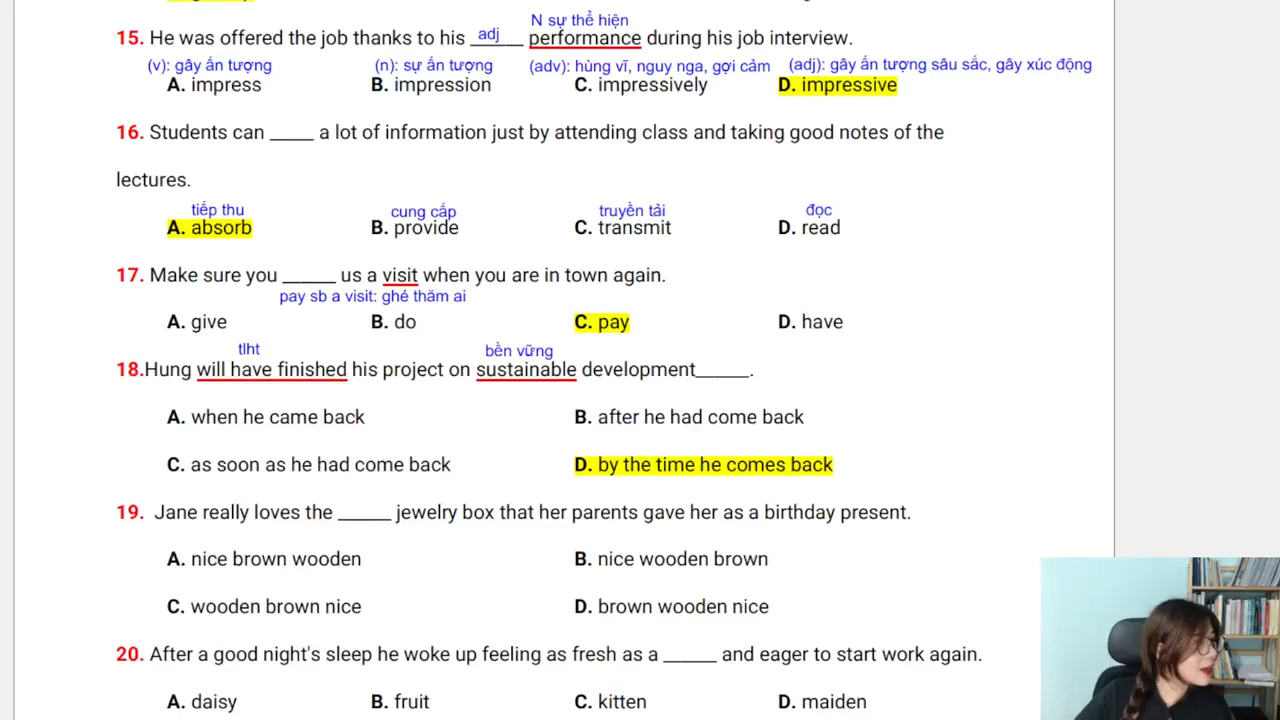 N sự thể hiện
adj
15. He was offered the job thanks to his _____ performance during his job interview.
(v): gây ấn tượng (n): sự ấn tượng (adv): hùng vĩ, nguy nga, gợi cảm (adj): gây ấn tượng sâu sắc, gây xúc động
A. impress B. impression C. impressively D. impressive
16. Students can ____ a lot of information just by attending class and taking good notes of the
lectures.
tiếp thu cung cấp truyền tải đọc
A. absorb B. provide C. transmit D. read
17. Make sure you _____ us a visit when you are in town again.
pay sb a visit: ghé thăm ai
A. give B. do C. pay D. have
tlht bền vững
18.Hung will have finished his project on sustainable development_____.
A. when he came back B. after he had come back
C. as soon as he had come back D. by the time he comes back
19. Jane really loves the _____ jewelry box that her parents gave her as a birthday present.
A. nice brown wooden B. nice wooden brown
C. wooden brown nice D. brown wooden nice
20. After a good night's sleep he woke up feeling as fresh as a _____ and eager to start work again.
A. daisy B. fruit C. kitten D. maiden